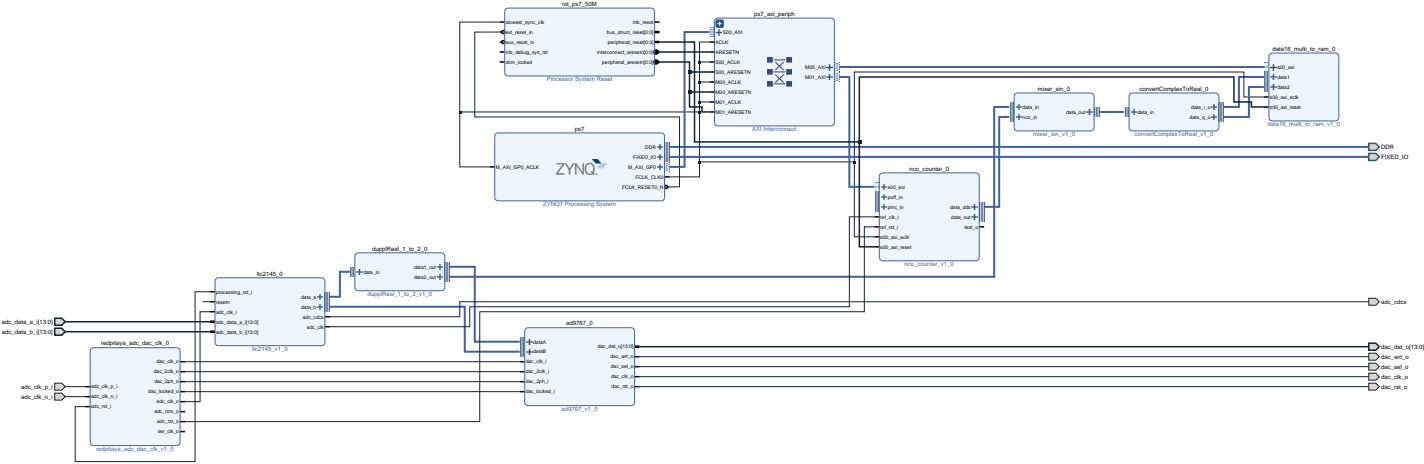 rst_ps7_50M
slowest_sync_clk
ext_reset_in
aux_reset_in
mb_debug_sys_rst
dcm_locked
mb_reset
bus_struct_reset[0:0]
peripheral_reset[0:0]
interconnect_aresetn[0:0]
peripheral_aresetn[0:0]
Processor System Reset
ps7_axi_periph
S00_AXI
ACLK
ARESETN
S00_ACLK
S00_ARESETN
M00_ACLK
M00_ARESETN
M01_ACLK
M01_ARESETN
M00_AXI
M01_AXI
AXI Interconnect
data16_multi_to_ram_0
s00_axi
data1
data2
s00_axi_aclk
s00_axi_reset
data16_multi_to_ram_v1_0
mixer_sin_0
data_in
nco_in
data_out
mixer_sin_v1_0
convertComplexToReal_0
data_in
data_i_o
data_q_o
convertComplexToReal_v1_0
ps7
M_AXI_GP0_ACLK
ZYNQ
DDR
FIXED_IO
M_AXI_GP0
FCLK_CLK0
FCLK_RESET0_N
ZYNQ7 Processing System
DDR
FIXED_IO
nco_counter_0
s00_axi
poff_in
pinc_in
ref_clk_i
ref_rst_i
s00_axi_aclk
s00_axi_reset
data_dds
data_out
test_o
nco_counter_v1_0
dupplReal_1_to_2_0
data_in
data1_out
data2_out
dupplReal_1_to_2_v1_0
ltc2145_0
processing_rst_i
resetn
adc_clk_i
adc_data_a_i[13:0]
adc_data_b_i[13:0]
data_a
data_b
adc_cdcs
adc_clk
ltc2145_v1_0
adc_data_a_i[13:0]
adc_data_b_i[13:0]
adc_cdcs
redpitaya_adc_dac_clk_0
adc_clk_p_i
adc_clk_n_i
adc_rst_i
dac_clk_o
dac_2clk_o
dac_2ph_o
dac_locked_o
adc_clk_o
adc_rstn_o
adc_rst_o
ser_clk_o
redpitaya_adc_dac_clk_v1_0
adc_clk_p_i
adc_clk_n_i
ad9767_0
dataA
dataB
dac_clk_i
dac_2clk_i
dac_2ph_i
dac_locked_i
dac_dat_o[13:0]
dac_wrt_o
dac_sel_o
dac_clk_o
dac_rst_o
ad9767_v1_0
dac_dat_o[13:0]
dac_wrt_o
dac_sel_o
dac_clk_o
dac_rst_o